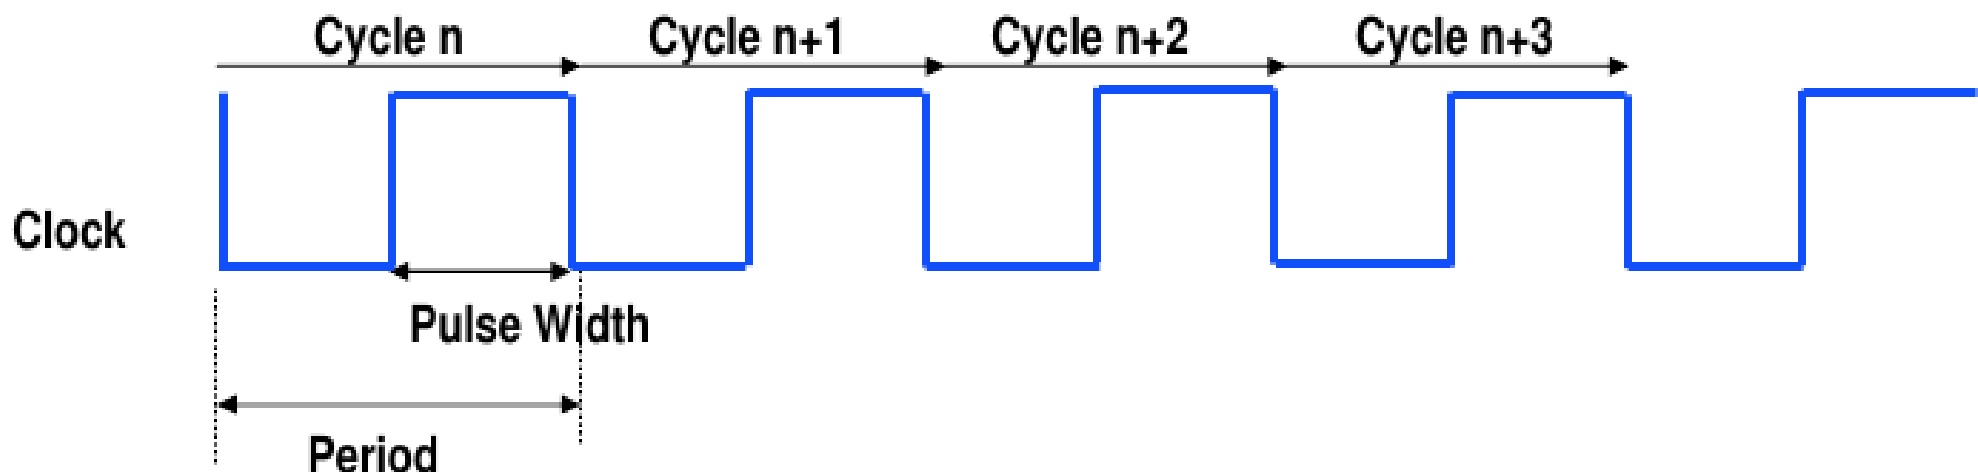 Cycle n
Cycle n+1
Cycle n+2
Cycle n+3
Clock
Pulse Width
Period